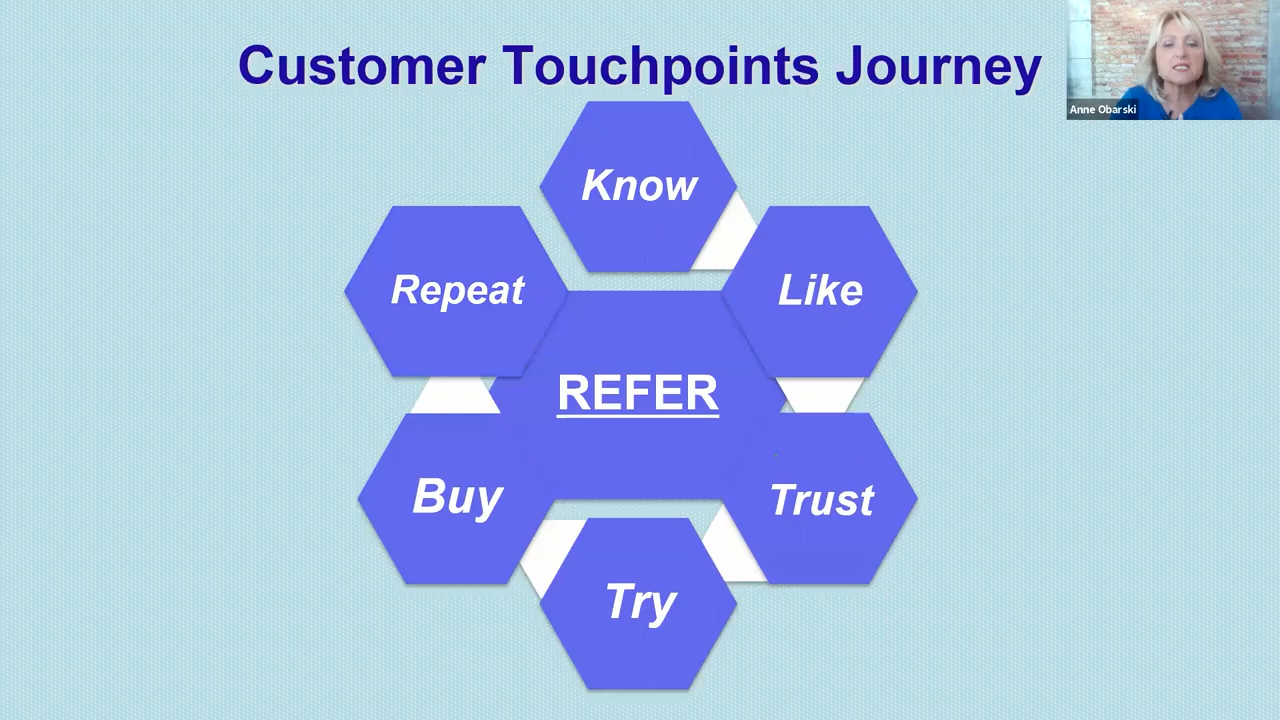 Customer Touchpoints Journey
Anne Obarski
Know
Like
Repeat
REFER
Trust
Buy
Try